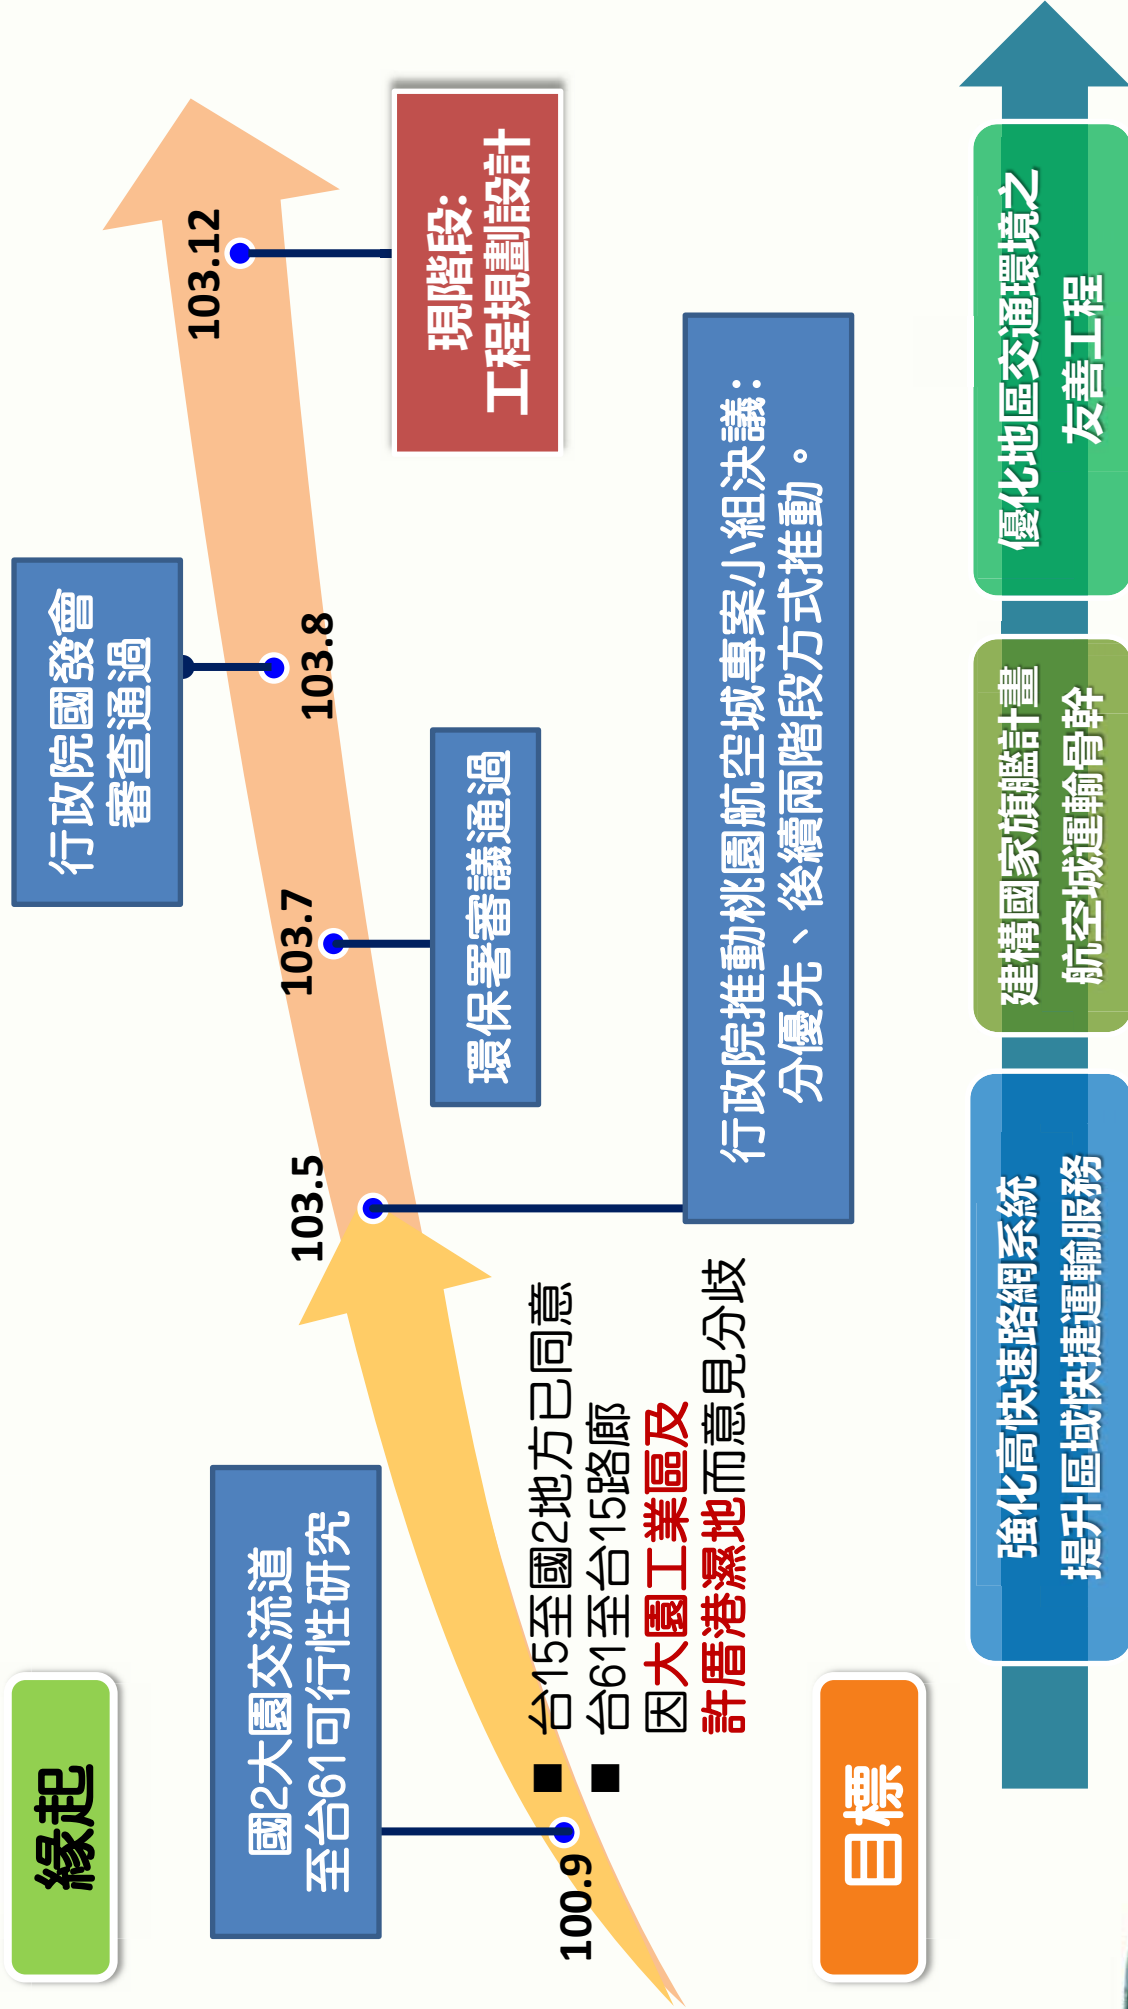 緣起
國2大園交流道
至台61可行性研究
100.9
■ 台15至國2地方已同意
■ 台61至台15路廊
因大園工業區及
許厝港濕地而意見分歧
103.5
行政院推動桃園航空城專案小組決議：
分優先、後續兩階段方式推動。
103.7
環保署審議通過
行政院國發會
審查通過
103.8
103.12
現階段：
工程規劃設計
目標
強化高快速路網系統
提升區域快捷運輸服務
建構國家旗艦計畫
航空城運輸骨幹
優化地區交通環境之
友善工程